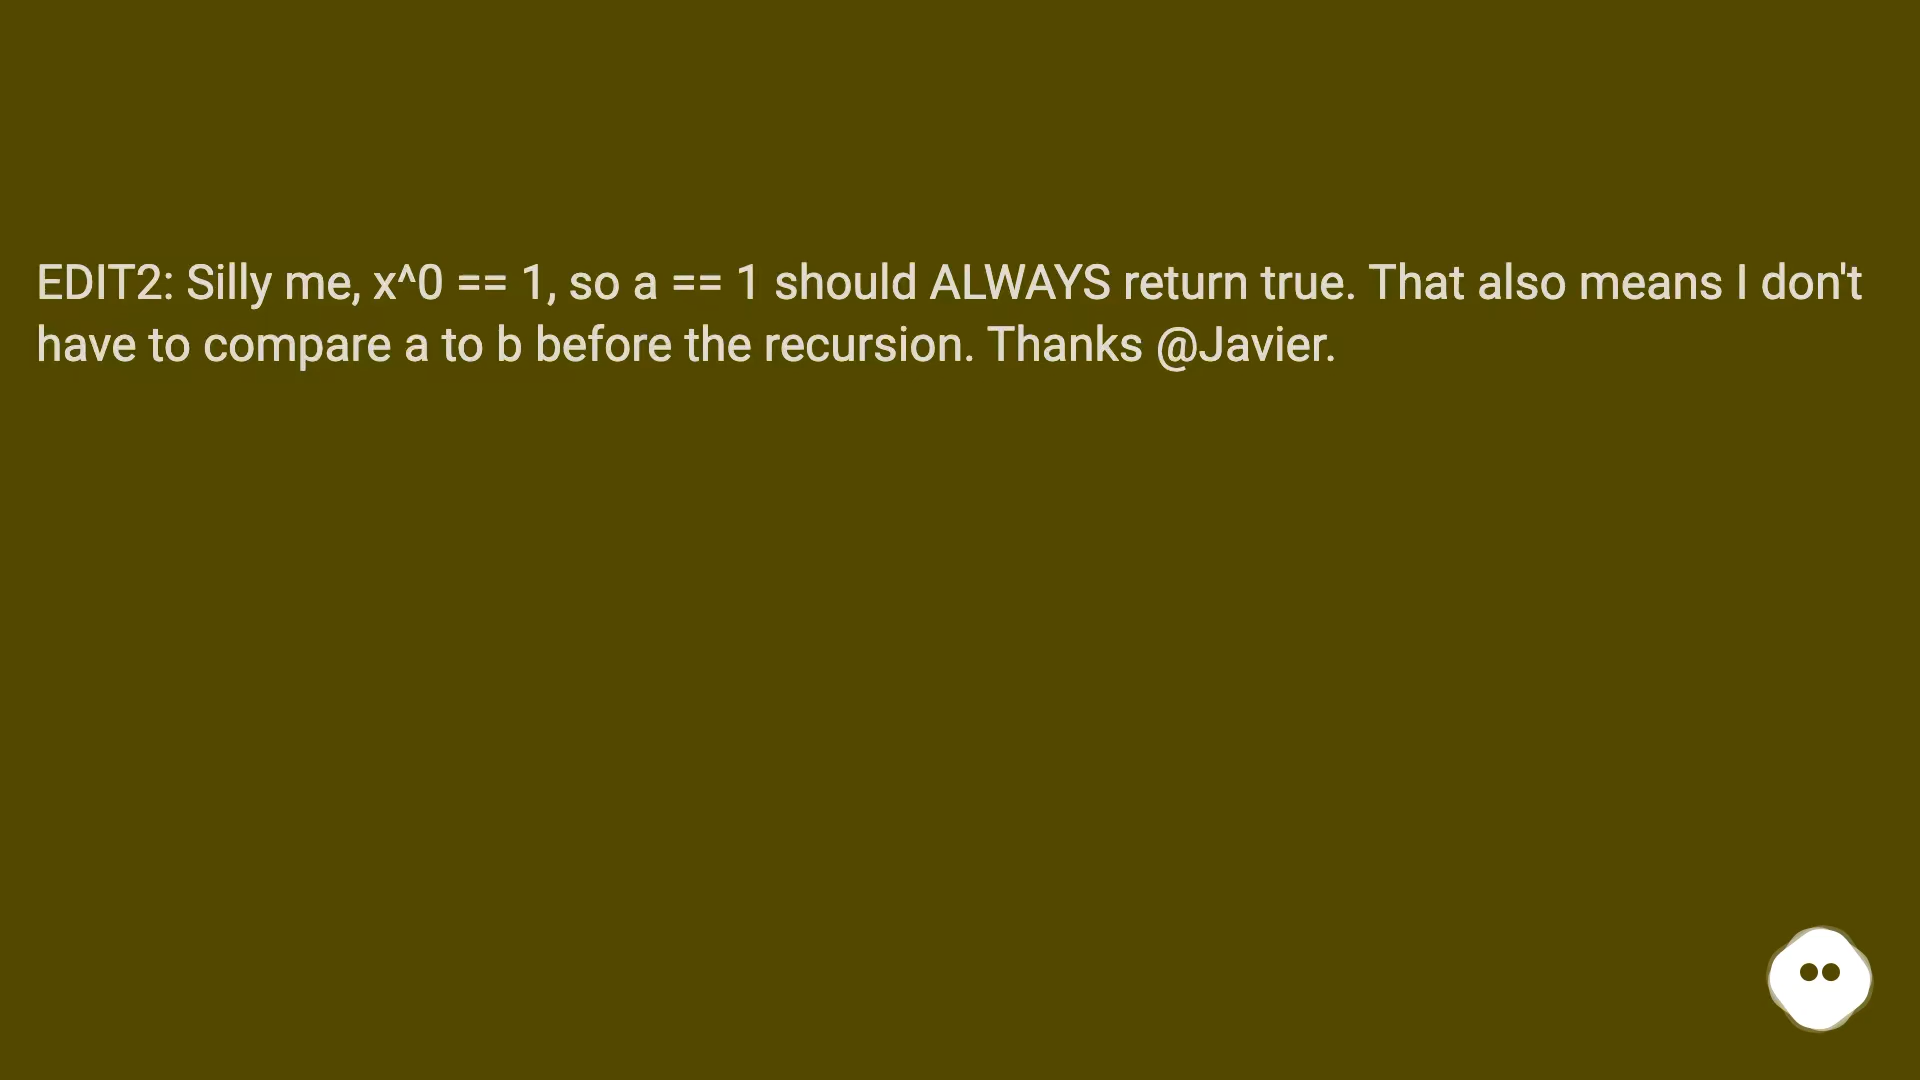 EDIT2: Silly me, x^0 == 1, so a == 1 should ALWAYS return true. That also means I don't
have to compare a to b before the recursion. Thanks @Javier.